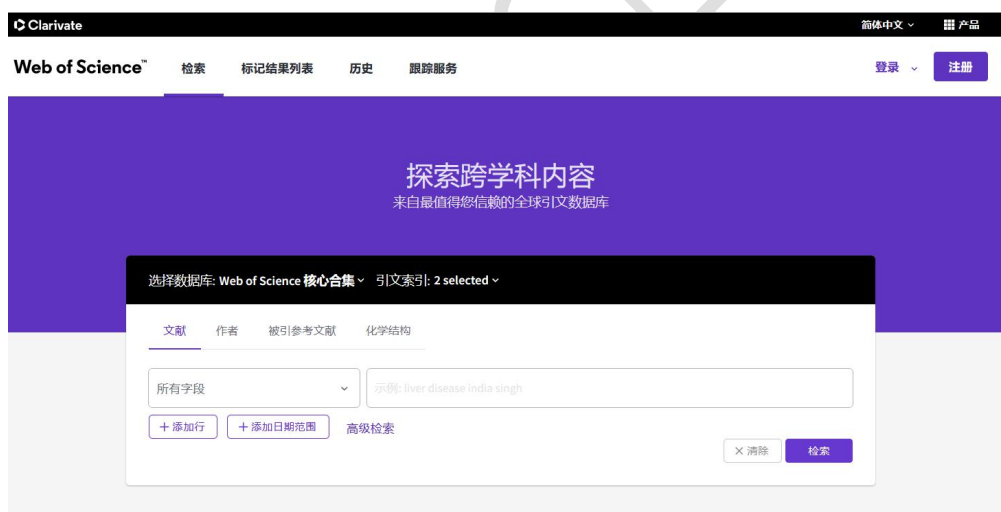 Clarivate 简体中文 产品
Web of Science™ 检索 标记结果列表 历史 跟踪服务 登录 注册
探索跨学科内容
来自最值得您信赖的全球引文数据库
选择数据库: Web of Science 核心合集 引文索引: 2 selected
文献 作者 被引参考文献 化学结构
所有字段 示例: liver disease india singh
+ 添加行 + 添加日期范围 高级检索
× 清除 检索